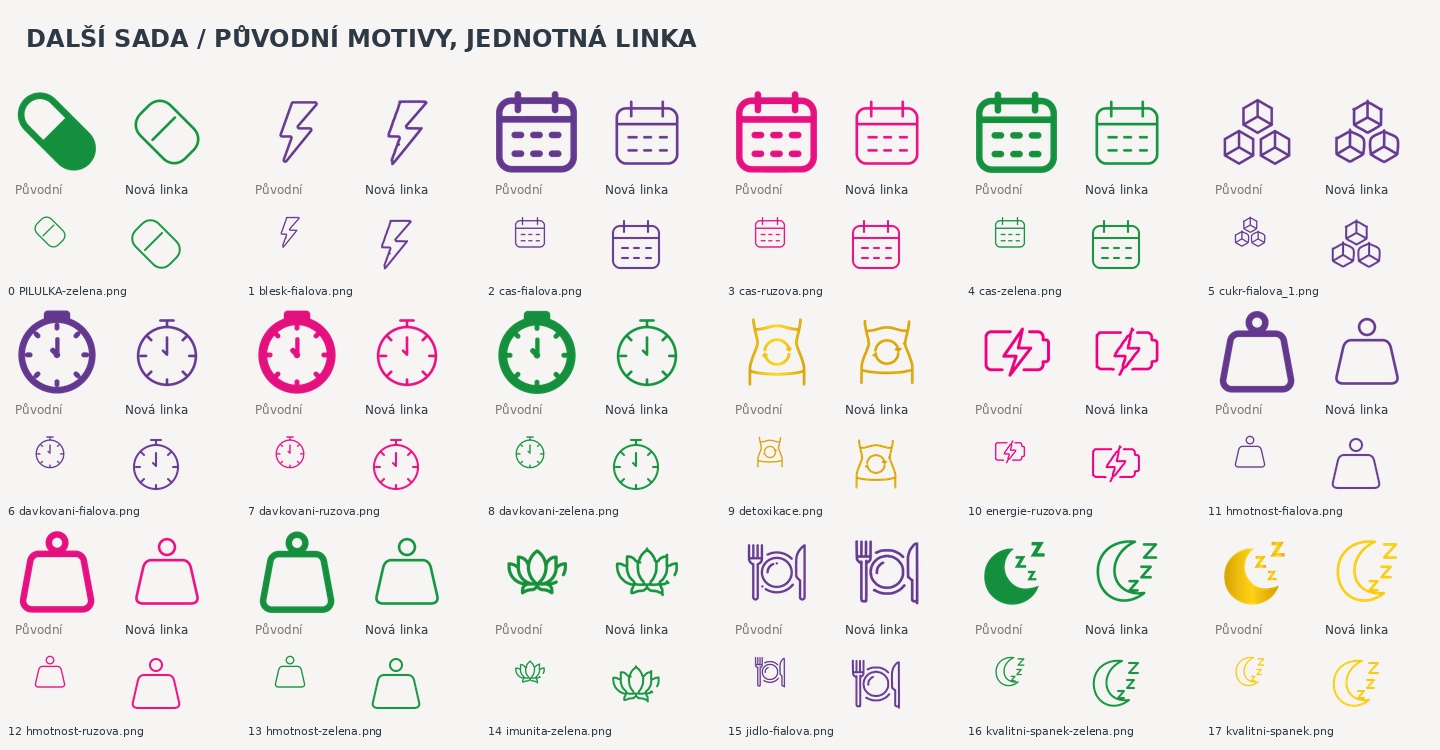 DALŠÍ SADA / PŮVODNÍ MOTIVY, JEDNOTNÁ LINKA
Původní Nová linka Původní Nová linka Původní Nová linka Původní Nová linka Původní Nová linka Původní Nová linka
0 PILULKA-zelena.png 1 blesk-fialova.png 2 cas-fialova.png 3 cas-ruzova.png 4 cas-zelena.png 5 cukr-fialova_1.png
Původní Nová linka Původní Nová linka Původní Nová linka Původní Nová linka Původní Nová linka Původní Nová linka
6 davkovani-fialova.png 7 davkovani-ruzova.png 8 davkovani-zelena.png 9 detoxikace.png 10 energie-ruzova.png 11 hmotnost-fialova.png
Původní Nová linka Původní Nová linka Původní Nová linka Původní Nová linka Původní Nová linka Původní Nová linka
12 hmotnost-ruzova.png 13 hmotnost-zelena.png 14 imunita-zelena.png 15 jidlo-fialova.png 16 kvalitni-spanek-zelena.png 17 kvalitni-spanek.png